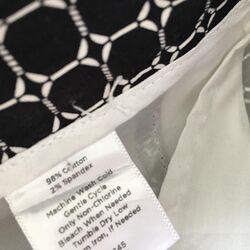 98% Cotton
2% Spandex
Machine Wash Cold
Gentle Cycle
Only Non-Chlorine
Bleach When Needed
Tumble Dry Low
Iron, if Needed